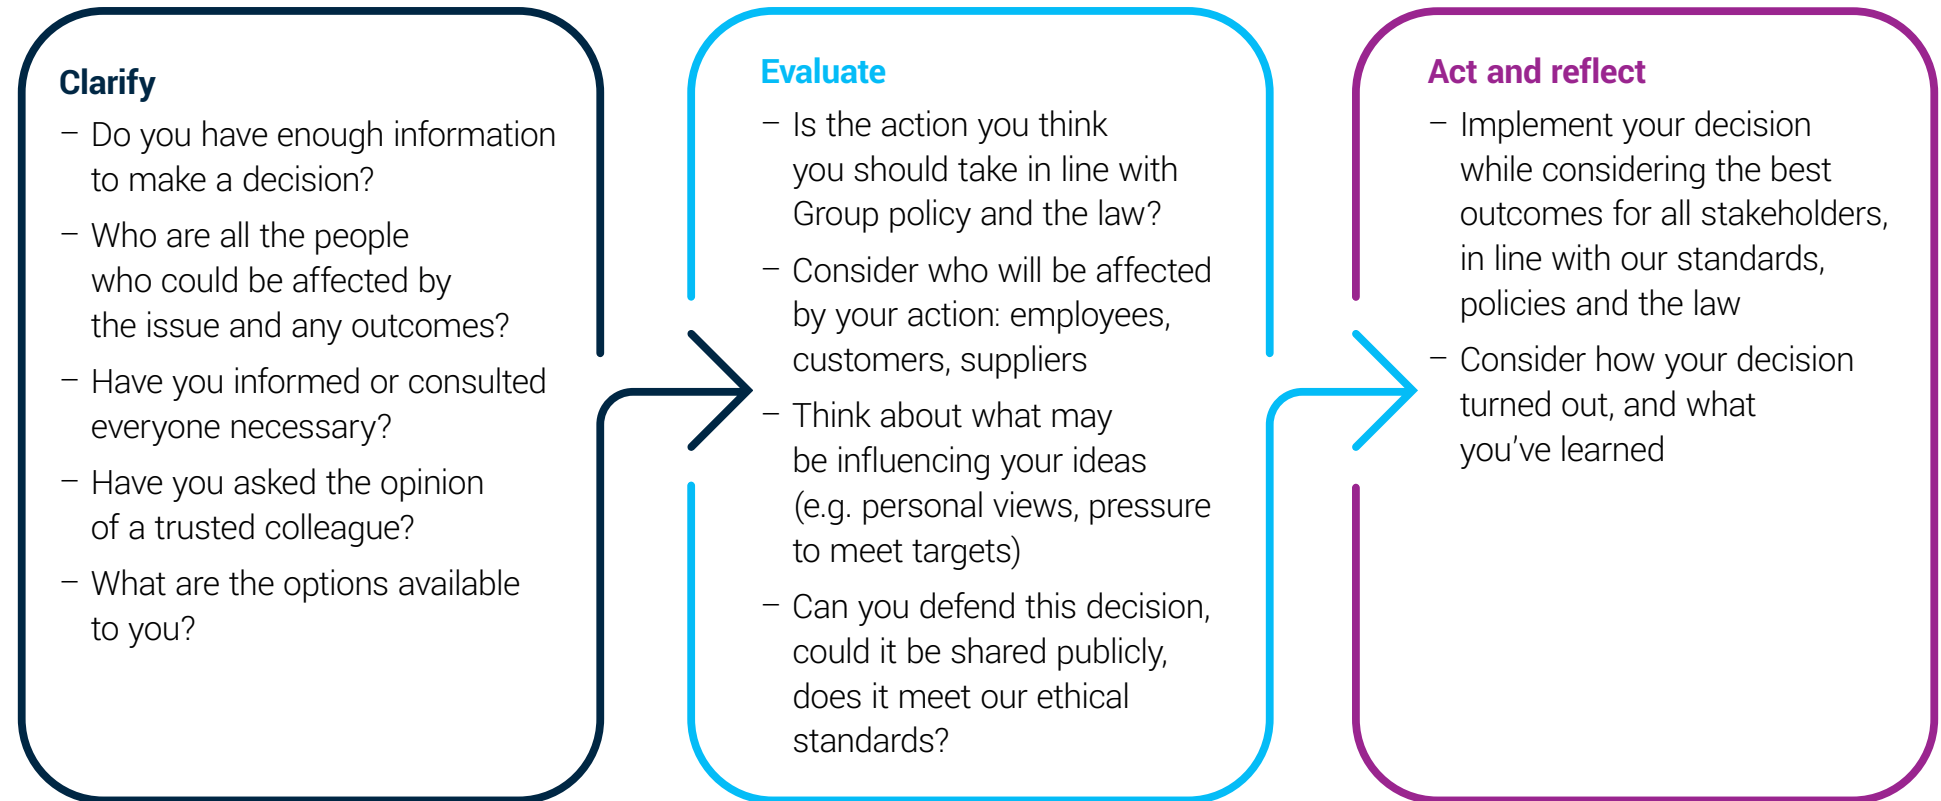 Clarify
– Do you have enough information
to make a decision?
– Who are all the people
who could be affected by
the issue and any outcomes?
– Have you informed or consulted
everyone necessary?
– Have you asked the opinion
of a trusted colleague?
– What are the options available
to you?
Evaluate
– Is the action you think
you should take in line with
Group policy and the law?
– Consider who will be affected
by your action: employees,
customers, suppliers
– Think about what may
be influencing your ideas
(e.g. personal views, pressure
to meet targets)
– Can you defend this decision,
could it be shared publicly,
does it meet our ethical
standards?
Act and reflect
– Implement your decision
while considering the best
outcomes for all stakeholders,
in line with our standards,
policies and the law
– Consider how your decision
turned out, and what
you’ve learned